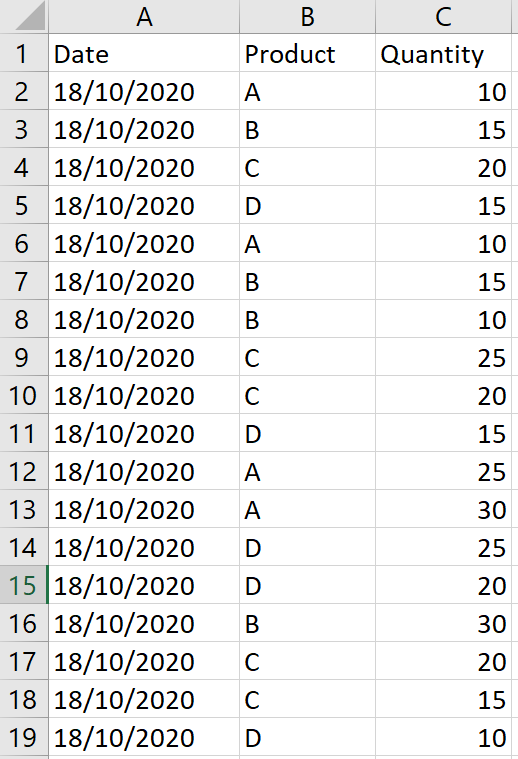 A B C
1 Date Product Quantity
2 18/10/2020 A 10
3 18/10/2020 B 15
4 18/10/2020 C 20
5 18/10/2020 D 15
6 18/10/2020 A 10
7 18/10/2020 B 15
8 18/10/2020 B 10
9 18/10/2020 C 25
10 18/10/2020 C 20
11 18/10/2020 D 15
12 18/10/2020 A 25
13 18/10/2020 A 30
14 18/10/2020 D 25
15 18/10/2020 D 20
16 18/10/2020 B 30
17 18/10/2020 C 20
18 18/10/2020 C 15
19 18/10/2020 D 10